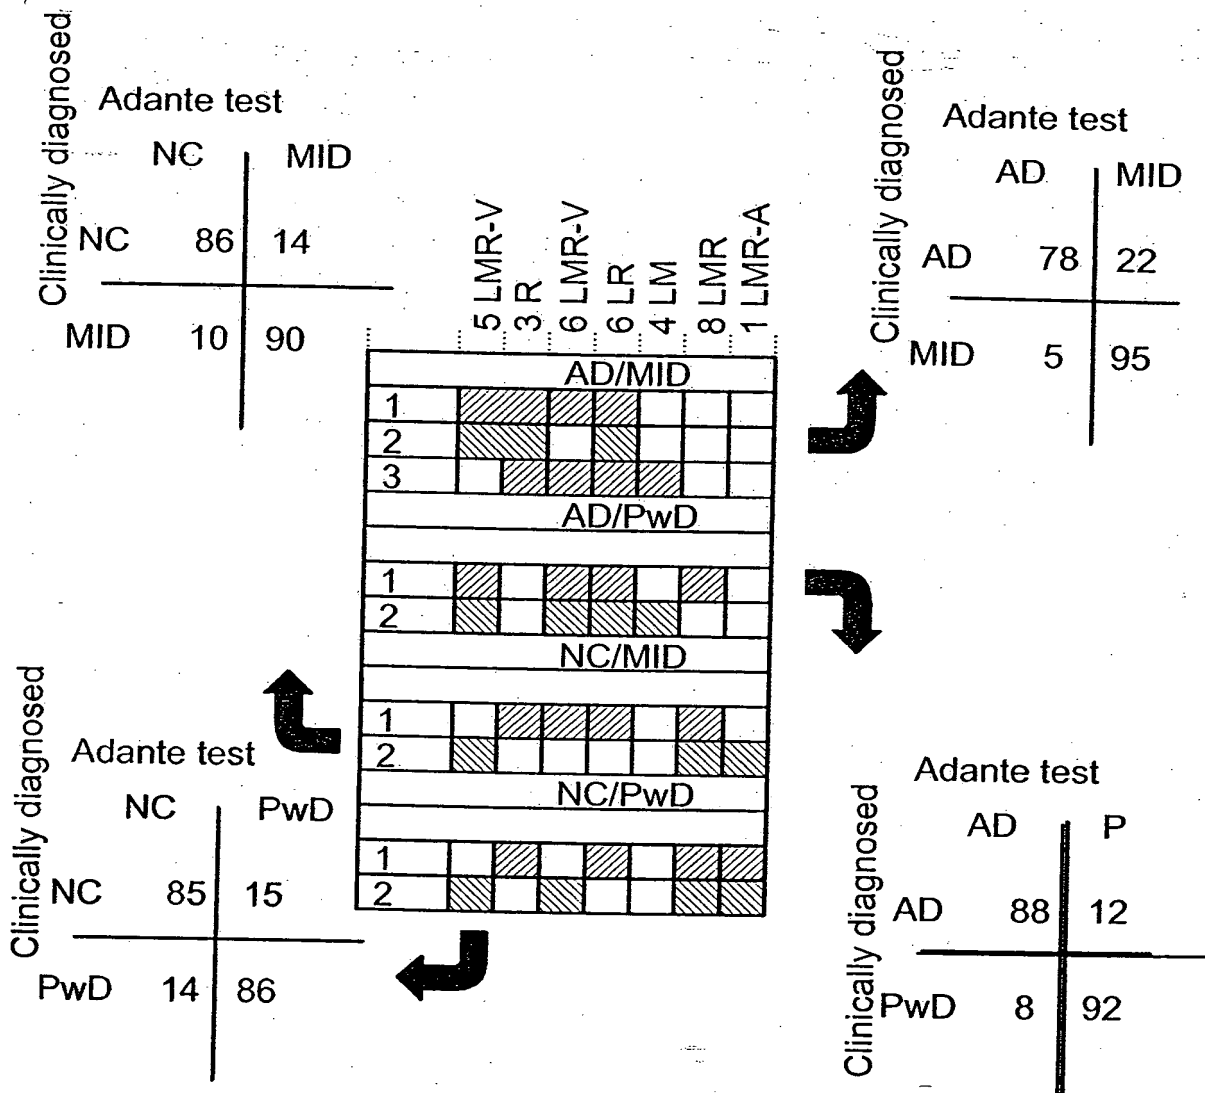 Clinically diagnosed
Adante test
NC MID
NC 86 14
MID 10 90
Clinically diagnosed
Adante test
AD MID
AD 78 22
MID 5 95
5 LMR-V
3 R
6 LMR-V
6 LR
4 LM
8 LMR
1 LMR-A
AD/MID
1
2
3
AD/PwD
1
2
NC/MID
1
2
NC/PwD
1
2
Clinically diagnosed
Adante test
NC PwD
NC 85 15
PwD 14 86
Clinically diagnosed
Adante test
AD P
AD 88 12
PwD 8 92